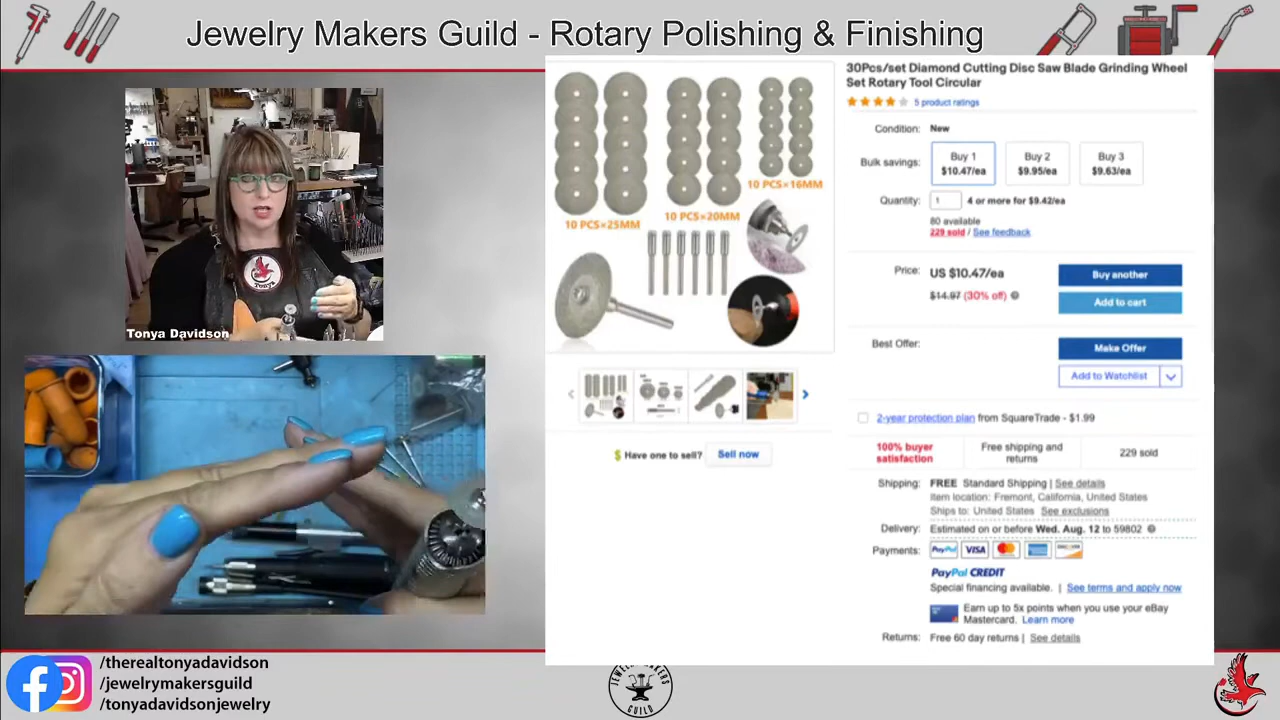 Jewelry Makers Guild - Rotary Polishing & Finishing
Tonya
Tonya Davidson
10 PCS×25MM
10 PCS×20MM
10 PCS×16MM
Have one to sell? Sell now
30Pcs/set Diamond Cutting Disc Saw Blade Grinding Wheel
Set Rotary Tool Circular
5 product ratings
Condition: New
Bulk savings:
Buy 1
$10.47/ea
Buy 2
$9.95/ea
Buy 3
$9.63/ea
Quantity: 1 4 or more for $9.42/ea
80 available
229 sold / See feedback
Price: US $10.47/ea
$14.97 (30% off)
Buy another
Add to cart
Best Offer:
Make Offer
Add to Watchlist
2-year protection plan from SquareTrade - $1.99
100% buyer
satisfaction
Free shipping and
returns
229 sold
Shipping: FREE Standard Shipping | See details
Item location: Fremont, California, United States
Ships to: United States See exclusions
Delivery: Estimated on or before Wed. Aug. 12 to 59802
Payments: PayPal VISA
PayPal CREDIT
Special financing available. | See terms and apply now
Earn up to 5x points when you use your eBay
Mastercard. Learn more
Returns: Free 60 day returns | See details
/therealtonyadavidson
/jewelrymakersguild
/tonyadavidsonjewelry
JEWELRY MAKERS
GUILD